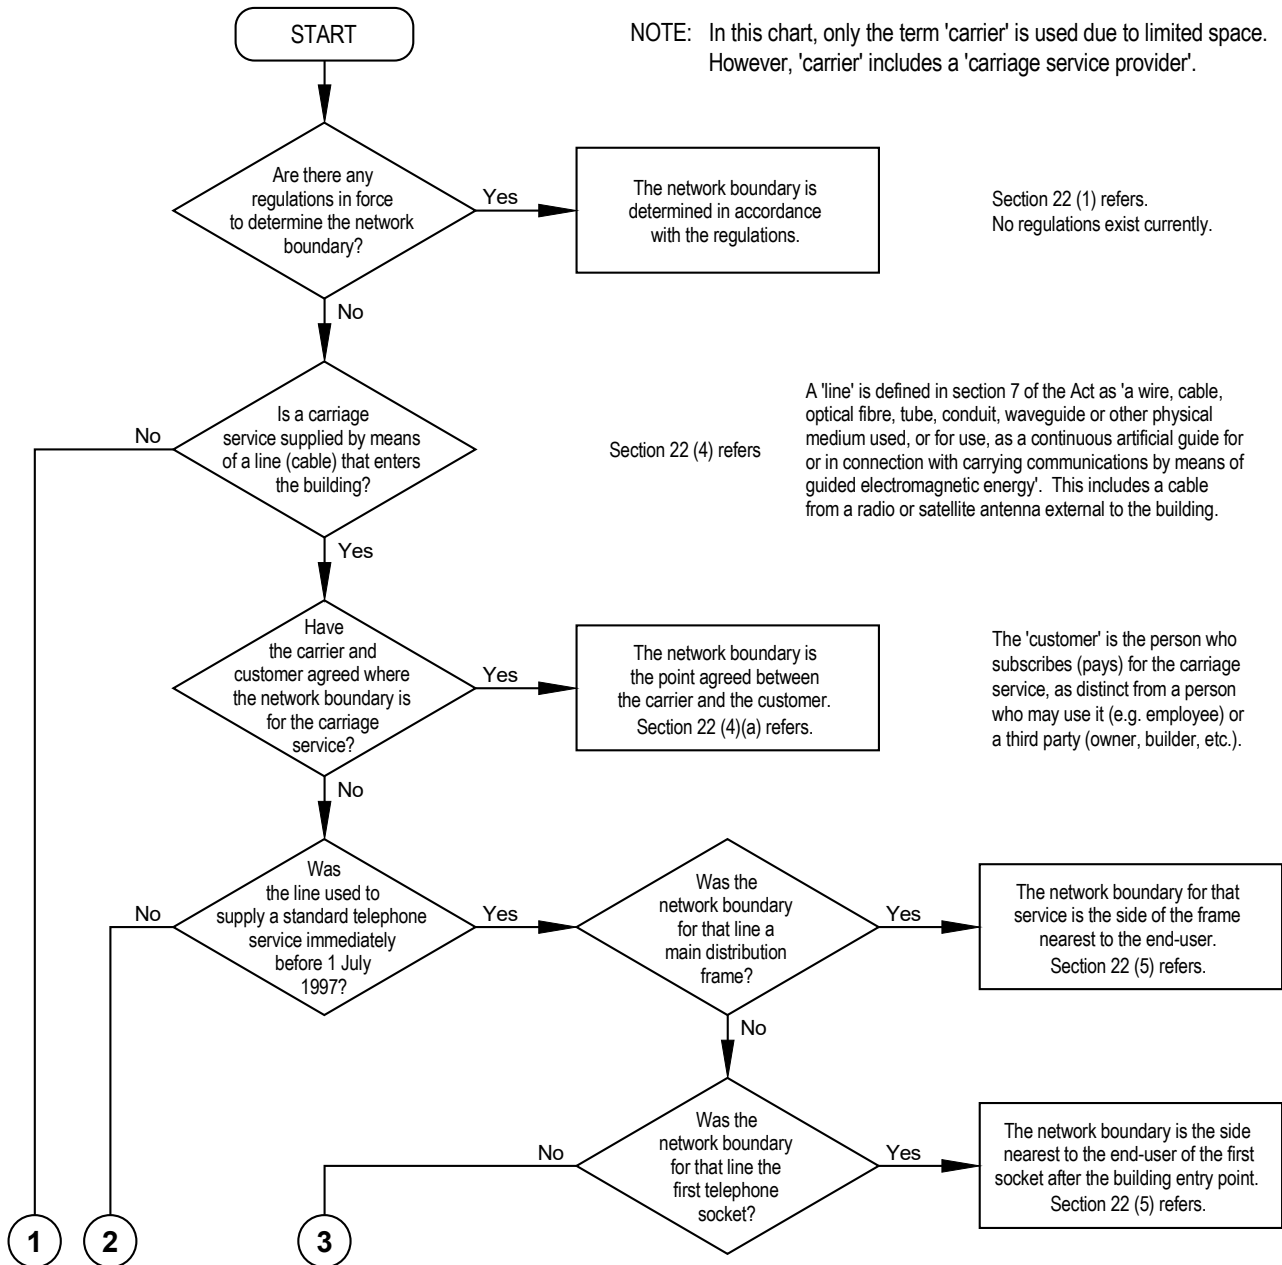 START
NOTE: In this chart, only the term 'carrier' is used due to limited space.
However, 'carrier' includes a 'carriage service provider'.
Are there any
regulations in force
to determine the network
boundary?
Yes
The network boundary is
determined in accordance
with the regulations.
Section 22 (1) refers.
No regulations exist currently.
No
Is a carriage
service supplied by means
of a line (cable) that enters
the building?
No
Section 22 (4) refers
A 'line' is defined in section 7 of the Act as 'a wire, cable,
optical fibre, tube, conduit, waveguide or other physical
medium used, or for use, as a continuous artificial guide for
or in connection with carrying communications by means of
guided electromagnetic energy'. This includes a cable
from a radio or satellite antenna external to the building.
Yes
Have
the carrier and
customer agreed where
the network boundary is
for the carriage
service?
Yes
The network boundary is
the point agreed between
the carrier and the customer.
Section 22 (4)(a) refers.
The 'customer' is the person who
subscribes (pays) for the carriage
service, as distinct from a person
who may use it (e.g. employee) or
a third party (owner, builder, etc.).
No
Was
the line used to
supply a standard telephone
service immediately
before 1 July
1997?
No
Yes
Was the
network boundary
for that line a
main distribution
frame?
Yes
The network boundary for that
service is the side of the frame
nearest to the end-user.
Section 22 (5) refers.
No
Was the
network boundary
for that line the
first telephone
socket?
No
Yes
The network boundary is the side
nearest to the end-user of the first
socket after the building entry point.
Section 22 (5) refers.
1
2
3